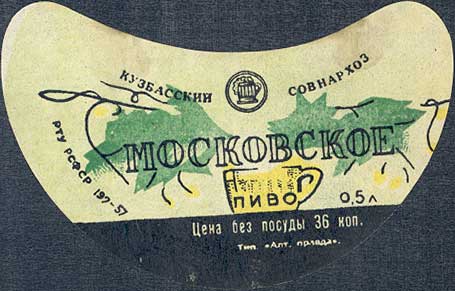 КУЗБАССКИЙ СОВНАРХОЗ
МОСКОВСКОЕ
ПИВО 0,5 л
РТУ РСФСР 197-57
Цена без посуды 36 коп.
Тип. «Алт. правда».